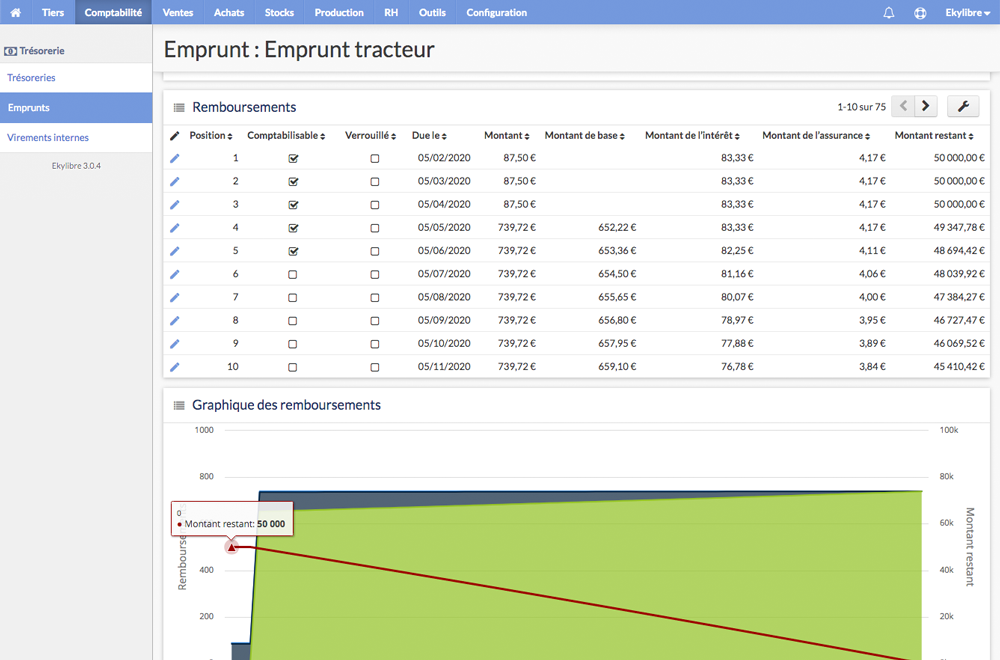 Tiers Comptabilité Ventes Achats Stocks Production RH Outils Configuration Ekylibre
Trésorerie
Trésoreries
Emprunts
Virements internes
Ekylibre 3.0.4
Emprunt : Emprunt tracteur
Remboursements 1-10 sur 75
Position Comptabilisable Verrouillé Due le Montant Montant de base Montant de l'intérêt Montant de l'assurance Montant restant
1 05/02/2020 87,50 € 83,33 € 4,17 € 50 000,00 €
2 05/03/2020 87,50 € 83,33 € 4,17 € 50 000,00 €
3 05/04/2020 87,50 € 83,33 € 4,17 € 50 000,00 €
4 05/05/2020 739,72 € 652,22 € 83,33 € 4,17 € 49 347,78 €
5 05/06/2020 739,72 € 653,36 € 82,25 € 4,11 € 48 694,42 €
6 05/07/2020 739,72 € 654,50 € 81,16 € 4,06 € 48 039,92 €
7 05/08/2020 739,72 € 655,65 € 80,07 € 4,00 € 47 384,27 €
8 05/09/2020 739,72 € 656,80 € 78,97 € 3,95 € 46 727,47 €
9 05/10/2020 739,72 € 657,95 € 77,88 € 3,89 € 46 069,52 €
10 05/11/2020 739,72 € 659,10 € 76,78 € 3,84 € 45 410,42 €
Graphique des remboursements
1000 100k
800 80k
0
Montant restant: 50 000
60k
400 40k
200 20k
Rembourse
Montant restant